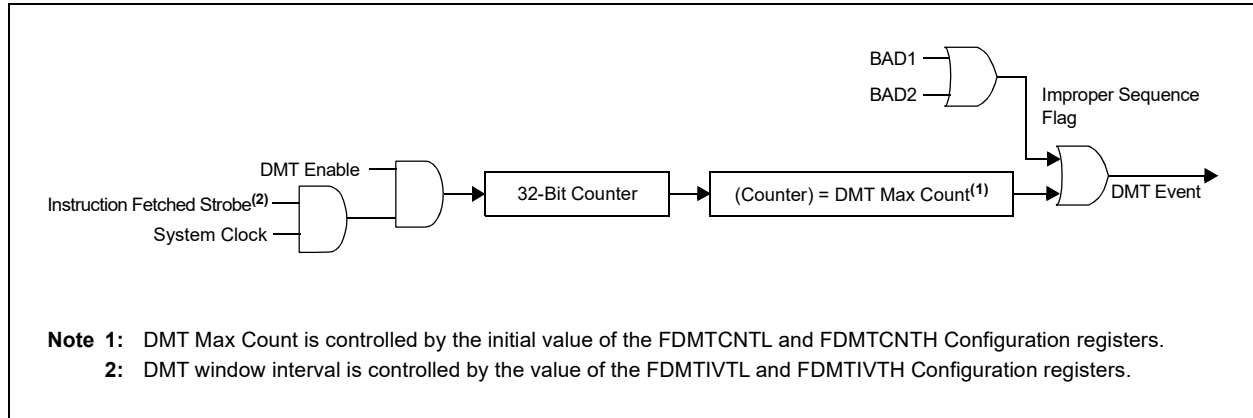 BAD1
BAD2
Improper Sequence
Flag
DMT Enable
Instruction Fetched Strobe(2)
System Clock
32-Bit Counter
(Counter) = DMT Max Count(1)
DMT Event
Note 1: DMT Max Count is controlled by the initial value of the FDMTCNTL and FDMTCNTH Configuration registers.
2: DMT window interval is controlled by the value of the FDMTIVTL and FDMTIVTH Configuration registers.